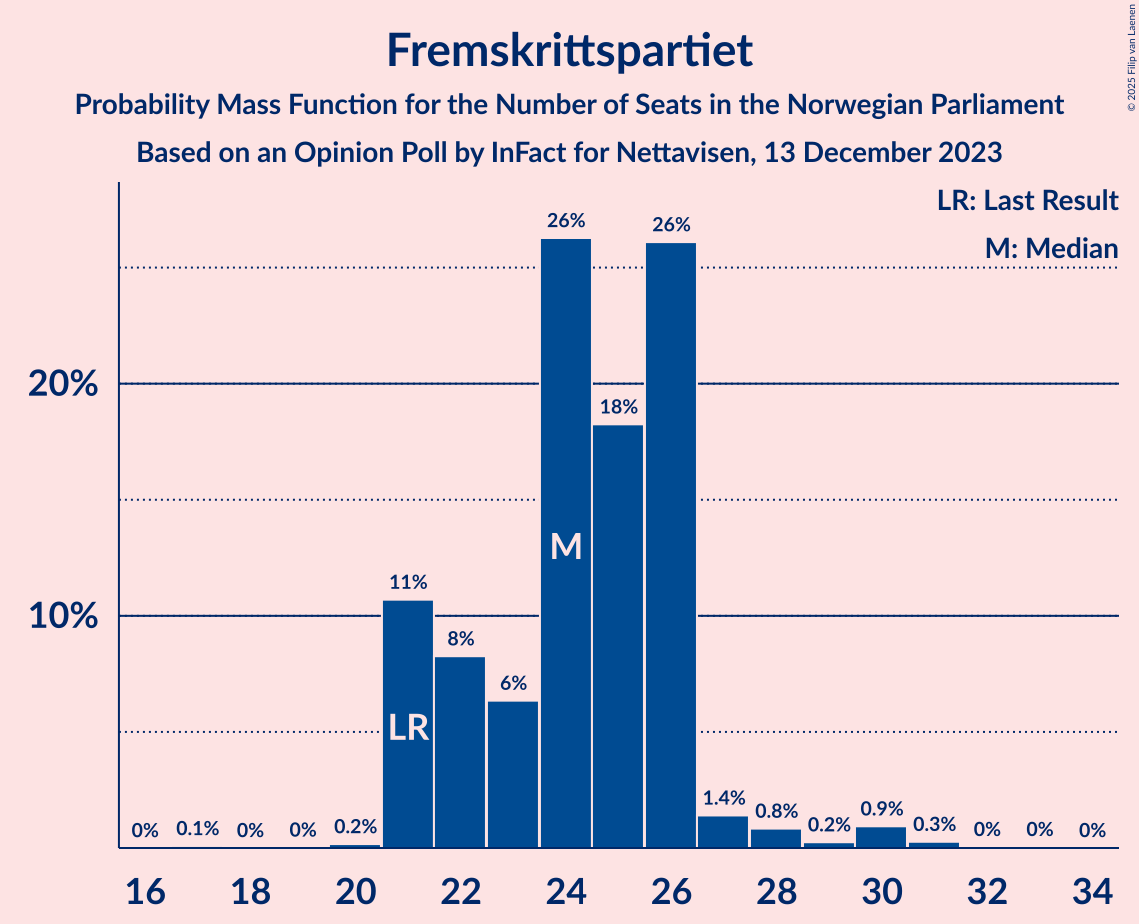 Fremskrittspartiet
Probability Mass Function for the Number of Seats in the Norwegian Parliament
Based on an Opinion Poll by InFact for Nettavisen, 13 December 2023
© 2025 Filip van Laenen
LR: Last Result
M: Median
20%
10%
0%
0.1%
0%
0%
0.2%
11%
8%
6%
26%
18%
26%
1.4%
0.8%
0.2%
0.9%
0.3%
0%
0%
0%
LR
M
16 18 20 22 24 26 28 30 32 34